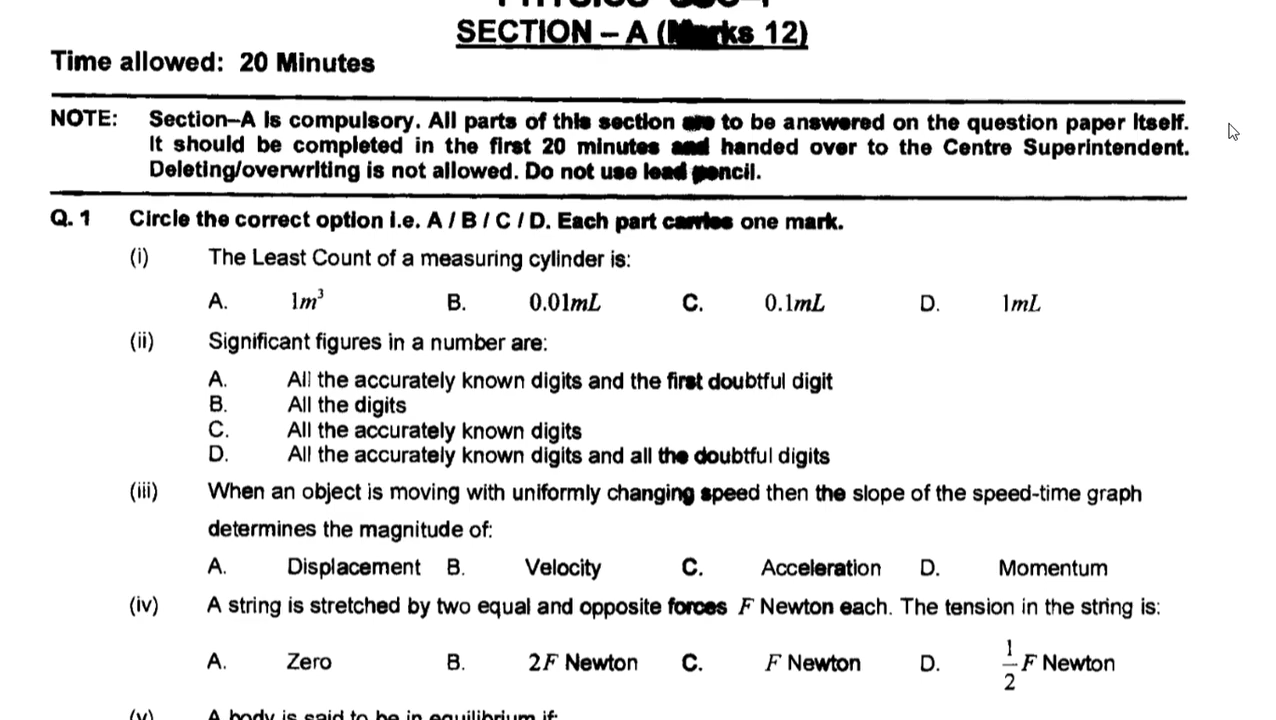 SECTION – A (Marks 12)
Time allowed: 20 Minutes
NOTE: Section–A is compulsory. All parts of this section are to be answered on the question paper itself.
It should be completed in the first 20 minutes and handed over to the Centre Superintendent.
Deleting/overwriting is not allowed. Do not use lead pencil.
Q. 1 Circle the correct option i.e. A / B / C / D. Each part carries one mark.
(i) The Least Count of a measuring cylinder is:
A. 1m³ B. 0.01mL C. 0.1mL D. 1mL
(ii) Significant figures in a number are:
A. All the accurately known digits and the first doubtful digit
B. All the digits
C. All the accurately known digits
D. All the accurately known digits and all the doubtful digits
(iii) When an object is moving with uniformly changing speed then the slope of the speed-time graph
determines the magnitude of:
A. Displacement B. Velocity C. Acceleration D. Momentum
(iv) A string is stretched by two equal and opposite forces F Newton each. The tension in the string is:
A. Zero B. 2F Newton C. F Newton D. 1/2 F Newton
(v) A body is said to be in equilibrium if: